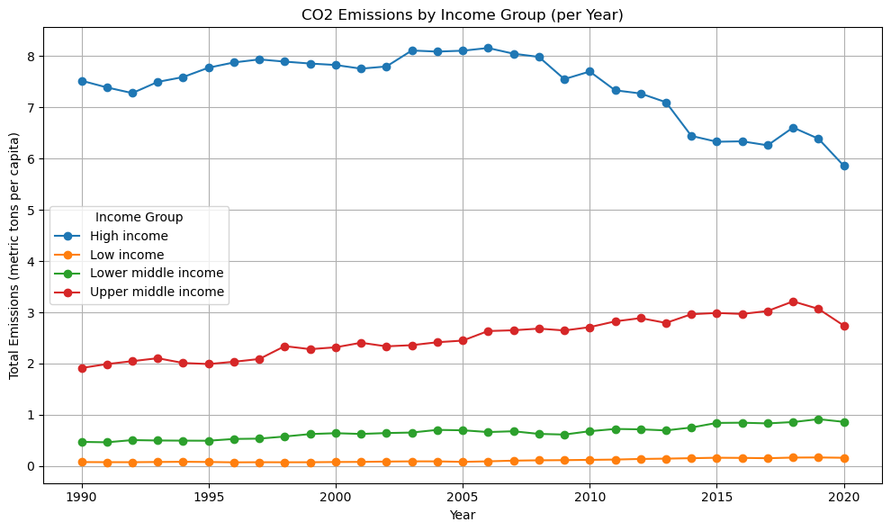 CO2 Emissions by Income Group (per Year)
Total Emissions (metric tons per capita)
8
7
6
5
4
3
2
1
0
Income Group
High income
Low income
Lower middle income
Upper middle income
1990 1995 2000 2005 2010 2015 2020
Year